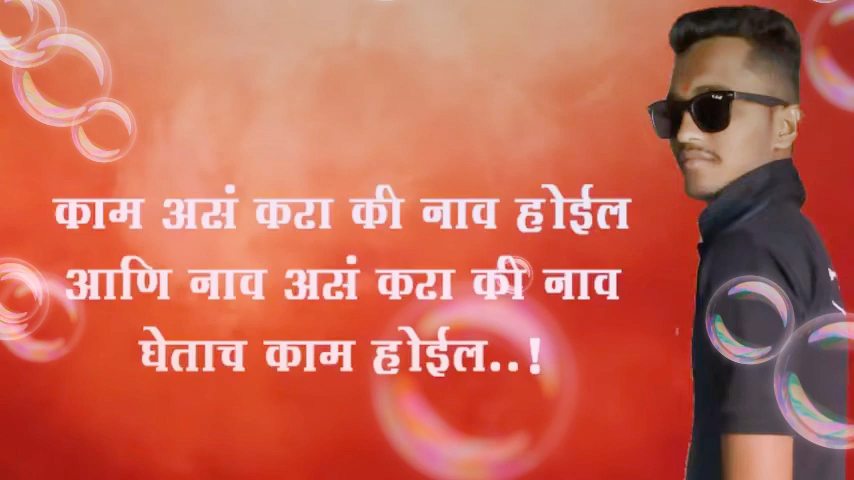 काम असं करा की नाव होईल
आणि नाव असं करा की नाव
घेताच काम होईल..!